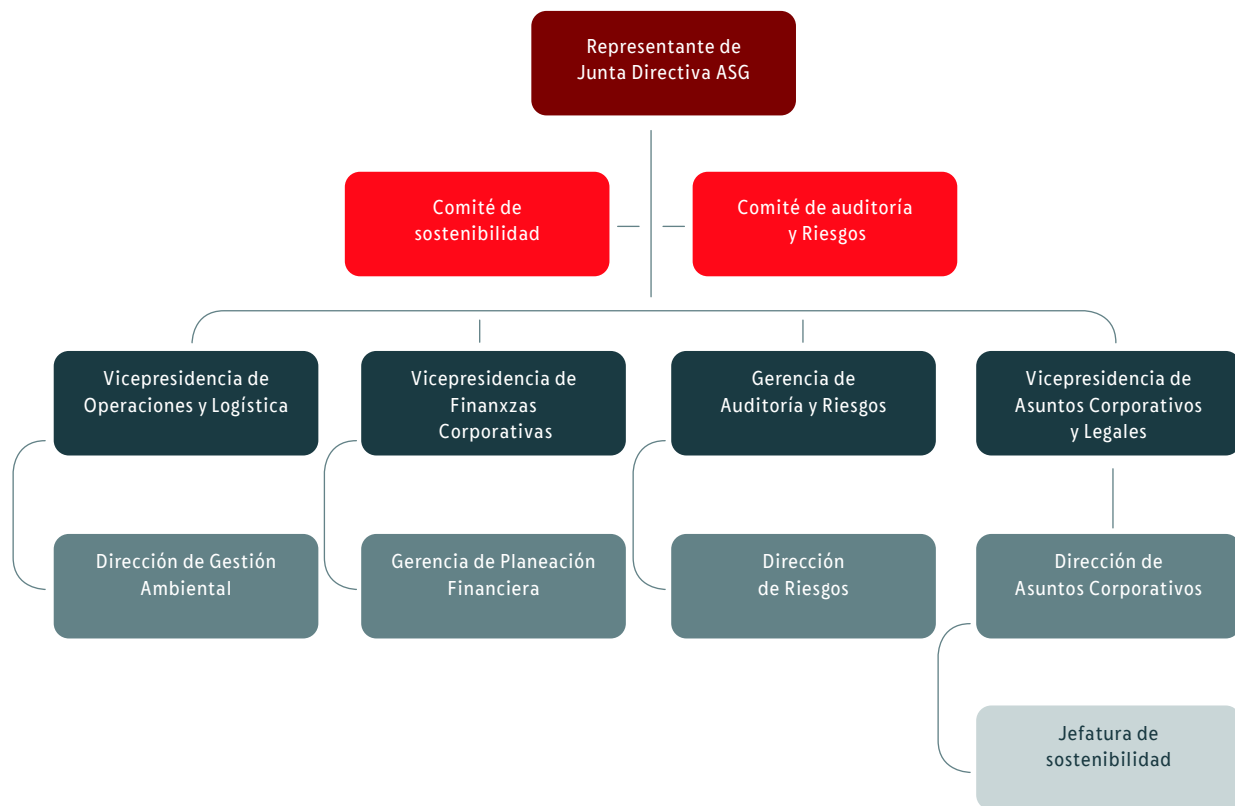 Representante de
Junta Directiva ASG
Comité de
sostenibilidad
Comité de auditoría
y Riesgos
Vicepresidencia de
Operaciones y Logística
Vicepresidencia de
Finanxzas
Corporativas
Gerencia de
Auditoría y Riesgos
Vicepresidencia de
Asuntos Corporativos
y Legales
Dirección de Gestión
Ambiental
Gerencia de Planeación
Financiera
Dirección
de Riesgos
Dirección de
Asuntos Corporativos
Jefatura de
sostenibilidad